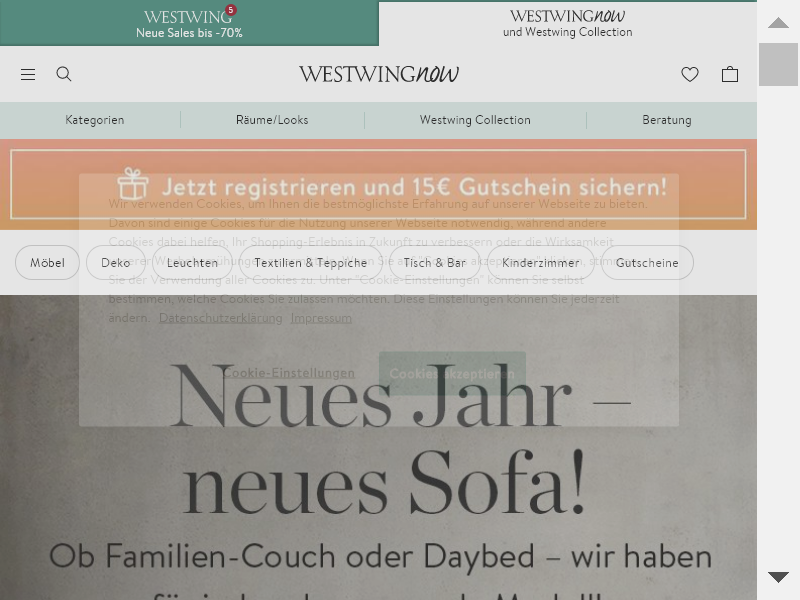 WESTWING 5
Neue Sales bis -70%
WESTWINGnow
und Westwing Collection
WESTWINGnow
Kategorien
Räume/Looks
Westwing Collection
Beratung
Jetzt registrieren und 15€ Gutschein sichern!
Wir verwenden Cookies, um Ihnen die bestmöglichste Erfahrung auf unserer Webseite zu bieten.
Davon sind einige Cookies für die Nutzung unserer Webseite notwendig, während andere
Cookies dabei helfen, Ihr Shopping-Erlebnis in Zukunft zu verbessern oder die Wirksamkeit
Möbel
Deko
Leuchten
Textilien & Teppiche
Tisch & Bar
Kinderzimmer
Gutscheine
Sie der Verwendung aller Cookies zu. Unter "Cookie-Einstellungen" können Sie selbst
bestimmen, welche Cookies Sie zulassen möchten. Diese Einstellungen können Sie jederzeit
ändern. Datenschutzerklärung Impressum
Cookie-Einstellungen
Cookies akzeptieren
Neues Jahr –
neues Sofa!
Ob Familien-Couch oder Daybed – wir haben